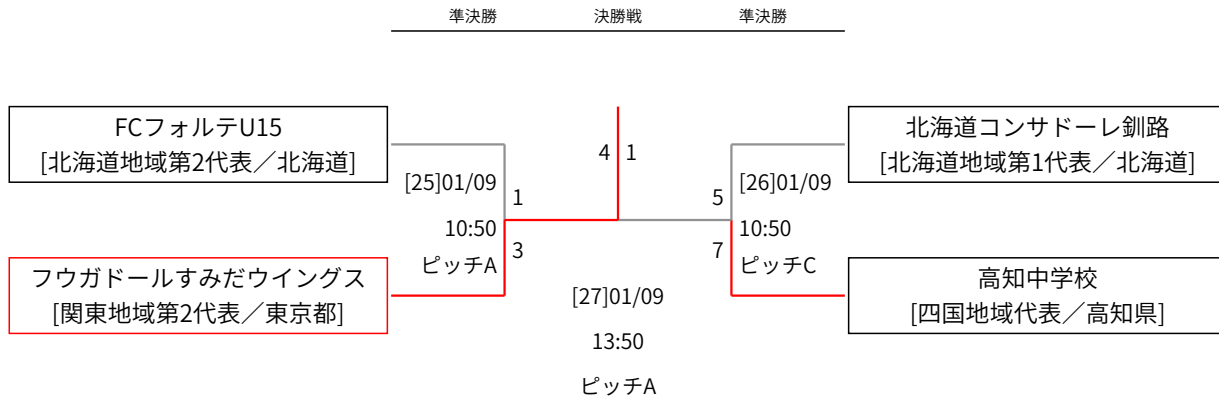 準決勝 決勝戦 準決勝
FCフォルテU15
[北海道地域第2代表／北海道]
北海道コンサドーレ釧路
[北海道地域第1代表／北海道]
4 1
[25]01/09
1
10:50
3
ピッチA
5
[26]01/09
10:50
7
ピッチC
フウガドールすみだウイングス
[関東地域第2代表／東京都]
高知中学校
[四国地域代表／高知県]
[27]01/09
13:50
ピッチA